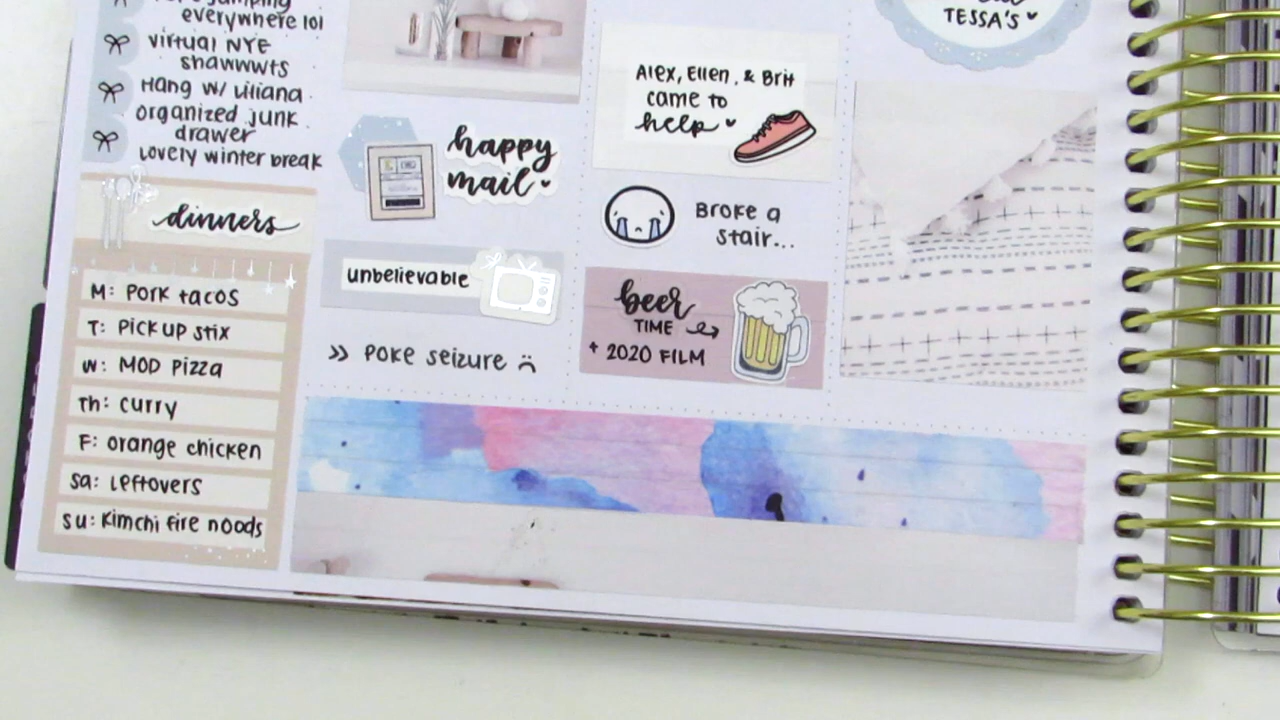 everywhere 101
virtual NYE
shawwwts
Hang w/ Liliana
organized junk
drawer
Lovely winter break
dinners
M: Pork tacos
T: Pick up stix
W: MOD Pizza
Th: curry
F: orange chicken
Sa: Leftovers
Su: Kimchi fire noods
happy
mail
unbelievable
>> Poke seizure
Alex, Ellen, & Brit
came to
help
Broke a
stair...
beer
TIME
+ 2020 FILM
TESSA'S